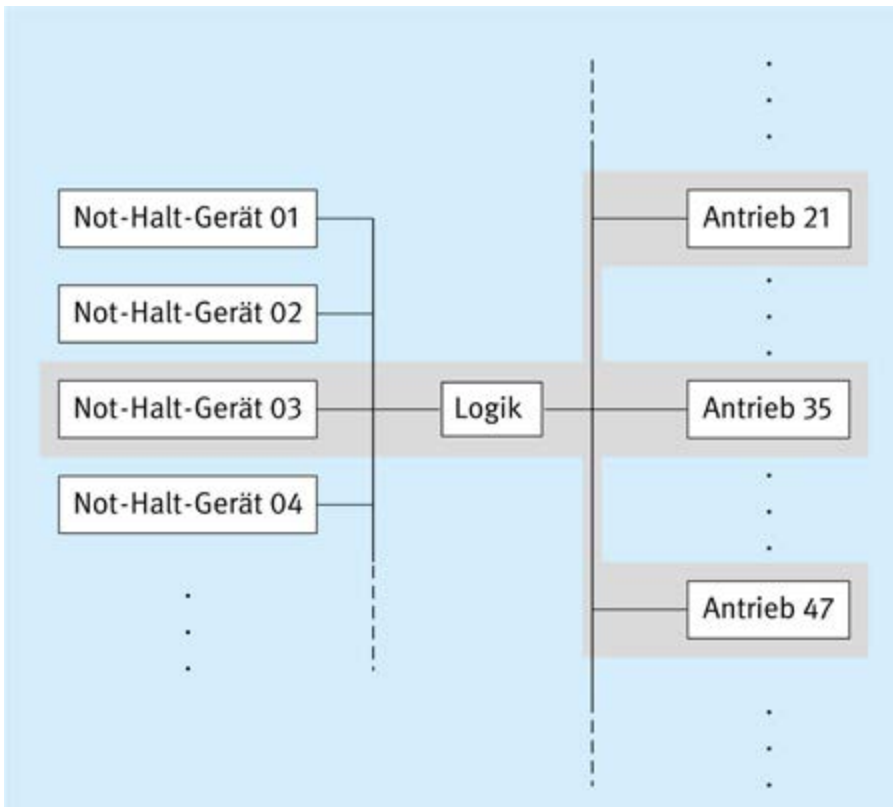 Not-Halt-Gerät 01
Not-Halt-Gerät 02
Not-Halt-Gerät 03
Not-Halt-Gerät 04
Logik
Antrieb 21
Antrieb 35
Antrieb 47